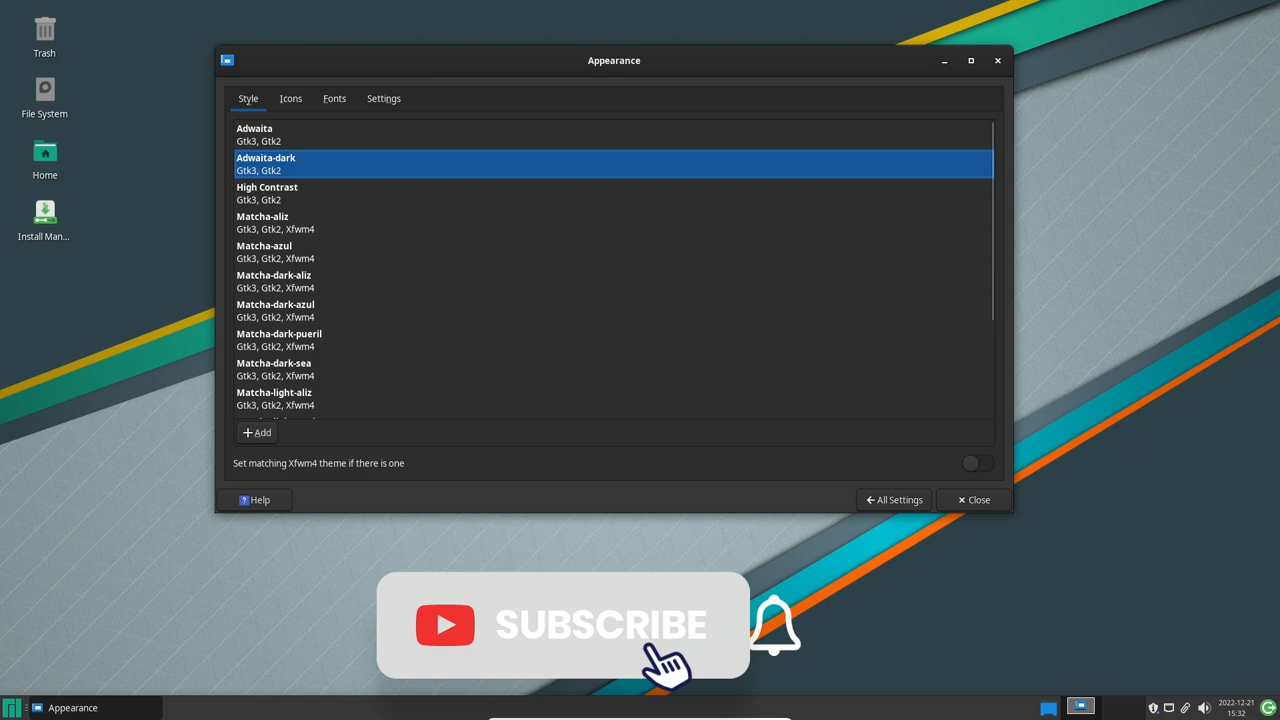 Trash
File System
Home
Install Man...
Appearance
Style Icons Fonts Settings
Adwaita
Gtk3, Gtk2
Adwaita-dark
Gtk3, Gtk2
High Contrast
Gtk3, Gtk2
Matcha-aliz
Gtk3, Gtk2, Xfwm4
Matcha-azul
Gtk3, Gtk2, Xfwm4
Matcha-dark-aliz
Gtk3, Gtk2, Xfwm4
Matcha-dark-azul
Gtk3, Gtk2, Xfwm4
Matcha-dark-pueril
Gtk3, Gtk2, Xfwm4
Matcha-dark-sea
Gtk3, Gtk2, Xfwm4
Matcha-light-aliz
Gtk3, Gtk2, Xfwm4
+Add
Set matching Xfwm4 theme if there is one
? Help
All Settings
Close
SUBSCRIBE
Appearance
2022-12-21
15:32